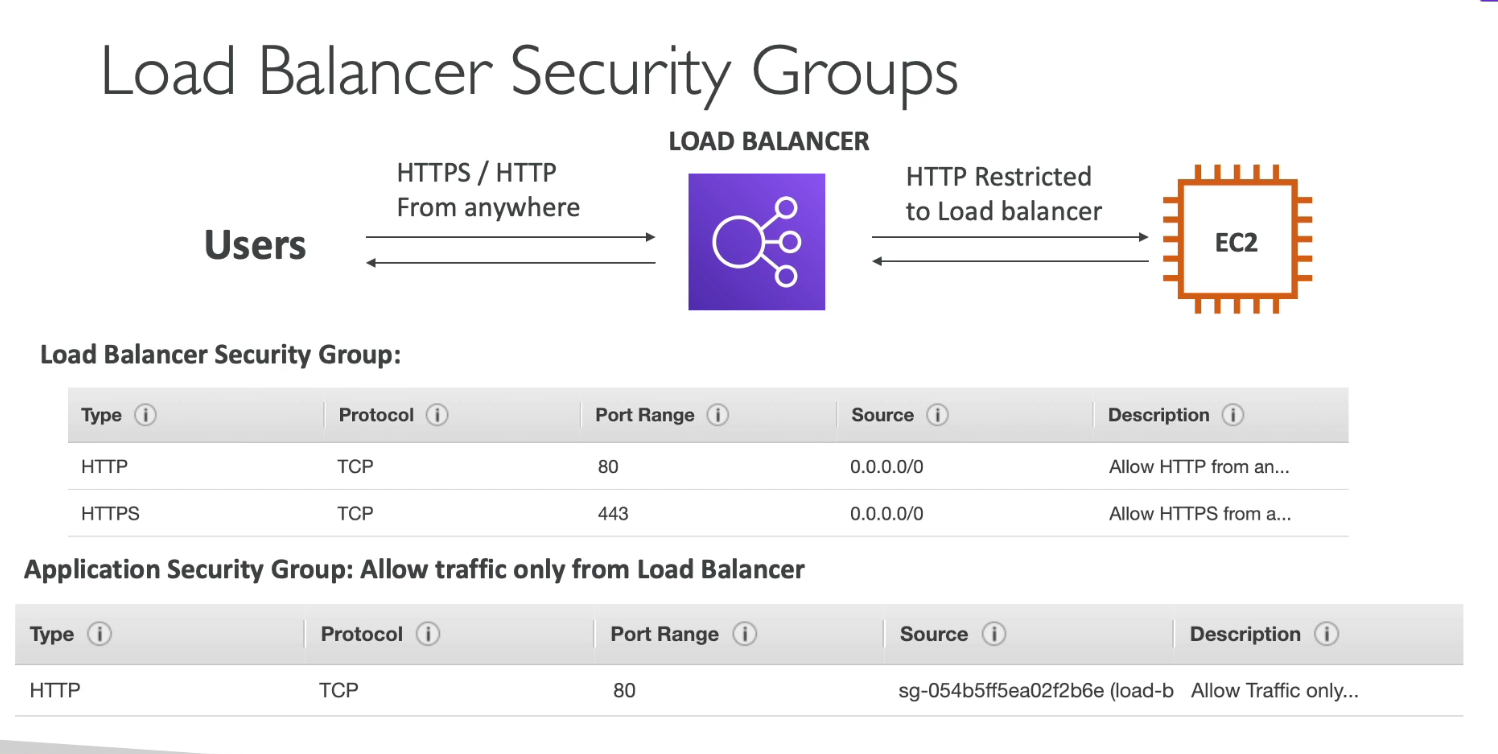 Load Balancer Security Groups
LOAD BALANCER
HTTPS / HTTP
From anywhere
HTTP Restricted
to Load balancer
Users
EC2
Load Balancer Security Group:
Type i Protocol i Port Range i Source i Description i
HTTP TCP 80 0.0.0.0/0 Allow HTTP from an...
HTTPS TCP 443 0.0.0.0/0 Allow HTTPS from a...
Application Security Group: Allow traffic only from Load Balancer
Type i Protocol i Port Range i Source i Description i
HTTP TCP 80 sg-054b5ff5ea02f2b6e (load-b Allow Traffic only...